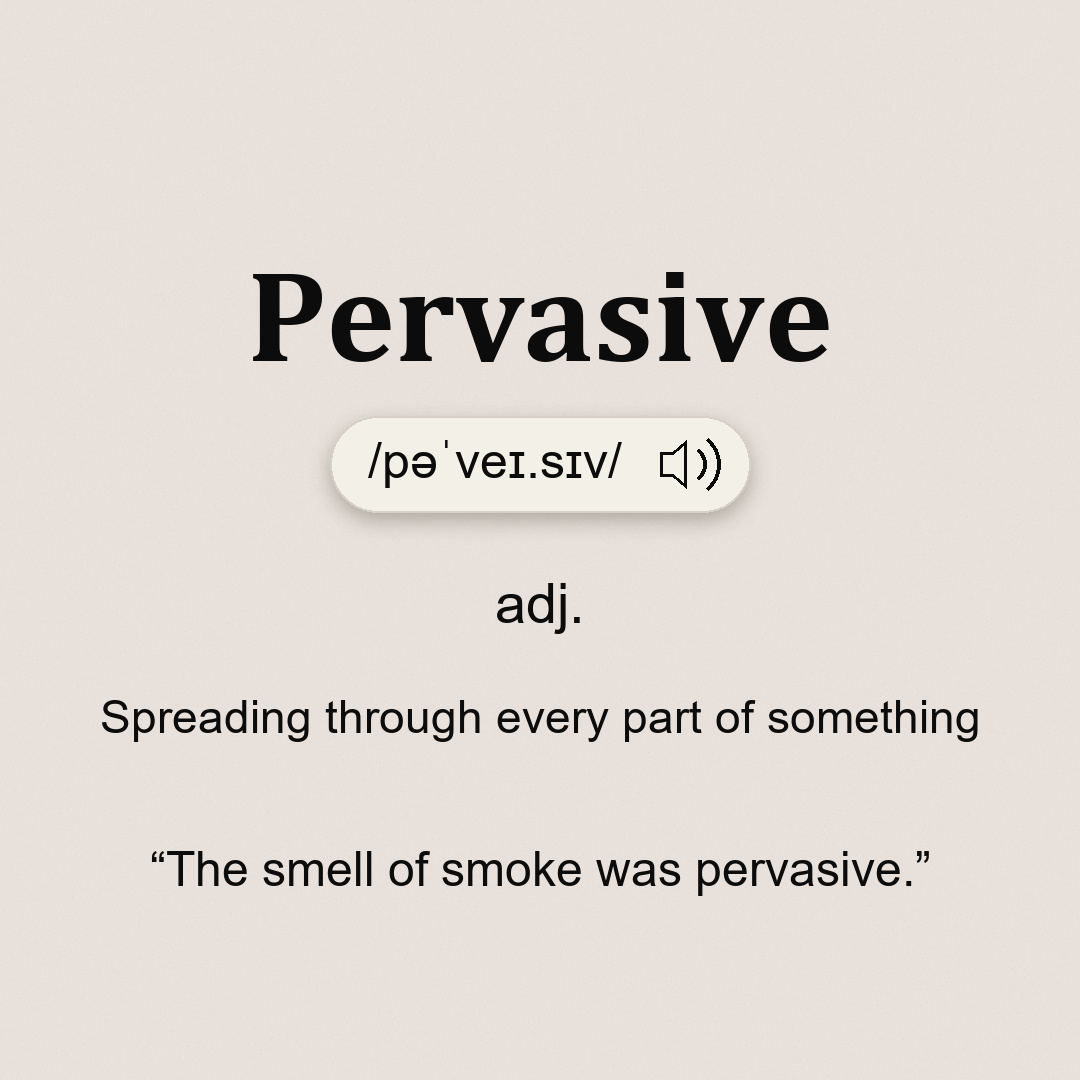 Pervasive
/pəˈveɪ.sɪv/
adj.
Spreading through every part of something
“The smell of smoke was pervasive.”